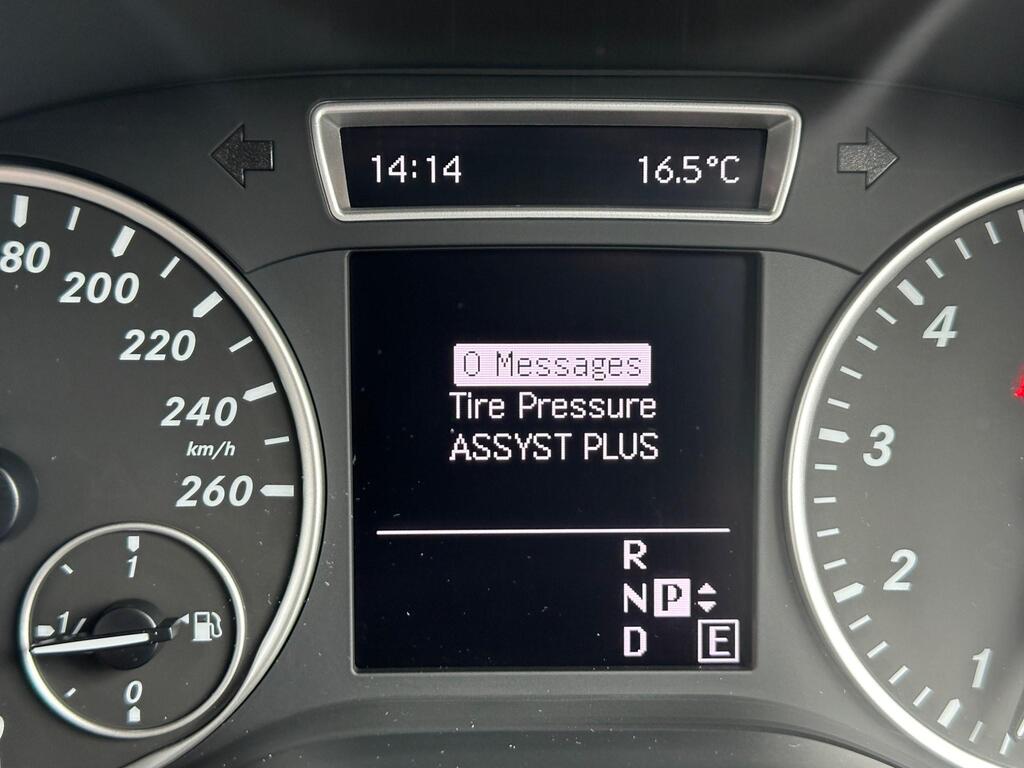 14:14 16.5°C
80
200
220
240
km/h
260
1
1/
0
0 Messages
Tire Pressure
ASSYST PLUS
R
N P
D E
4
3
2
1